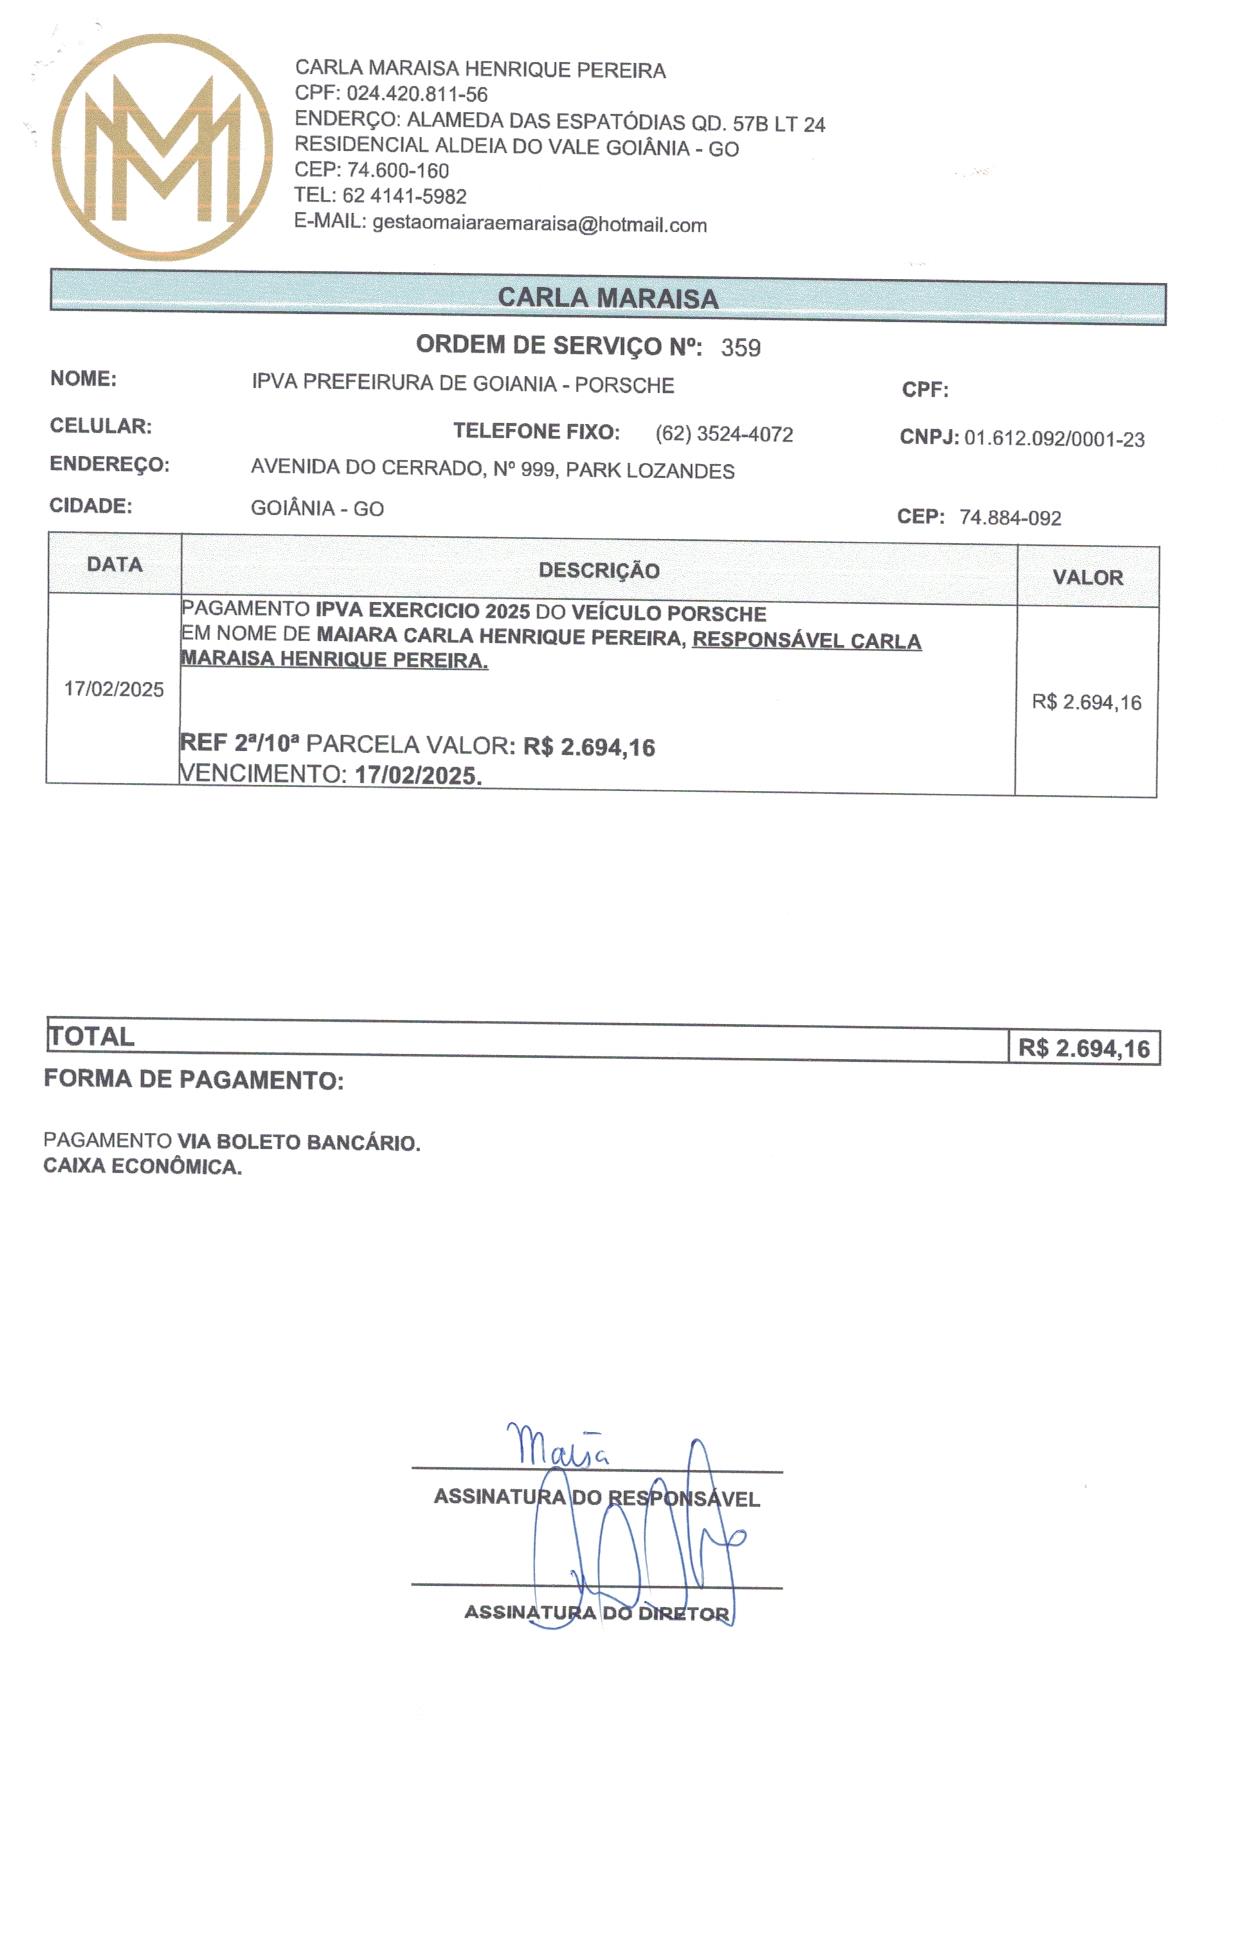 MM
CARLA MARAISA HENRIQUE PEREIRA
CPF: 024.420.811-56
ENDERÇO: ALAMEDA DAS ESPATÓDIAS QD. 57B LT 24
RESIDENCIAL ALDEIA DO VALE GOIÂNIA - GO
CEP: 74.600-160
TEL: 62 4141-5982
E-MAIL: gestaomaiaraemaraisa@hotmail.com
CARLA MARAISA
ORDEM DE SERVIÇO Nº: 359
NOME: IPVA PREFEIRURA DE GOIANIA - PORSCHE CPF:
CELULAR: TELEFONE FIXO: (62) 3524-4072 CNPJ: 01.612.092/0001-23
ENDEREÇO: AVENIDA DO CERRADO, Nº 999, PARK LOZANDES
CIDADE: GOIÂNIA - GO CEP: 74.884-092
DATA DESCRIÇÃO VALOR
PAGAMENTO IPVA EXERCICIO 2025 DO VEÍCULO PORSCHE
EM NOME DE MAIARA CARLA HENRIQUE PEREIRA, RESPONSÁVEL CARLA
MARAISA HENRIQUE PEREIRA.
17/02/2025 R$ 2.694,16
REF 2ª/10ª PARCELA VALOR: R$ 2.694,16
VENCIMENTO: 17/02/2025.
TOTAL R$ 2.694,16
FORMA DE PAGAMENTO:
PAGAMENTO VIA BOLETO BANCÁRIO.
CAIXA ECONÔMICA.
ASSINATURA DO RESPONSÁVEL
ASSINATURA DO DIRETOR